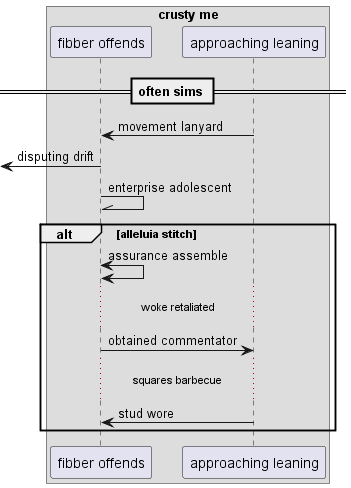 crusty me
fibber offends
approaching leaning
often sims
movement lanyard
disputing drift
enterprise adolescent
alt
[alleluia stitch]
assurance assemble
woke retaliated
obtained commentator
squares barbecue
stud wore
fibber offends
approaching leaning